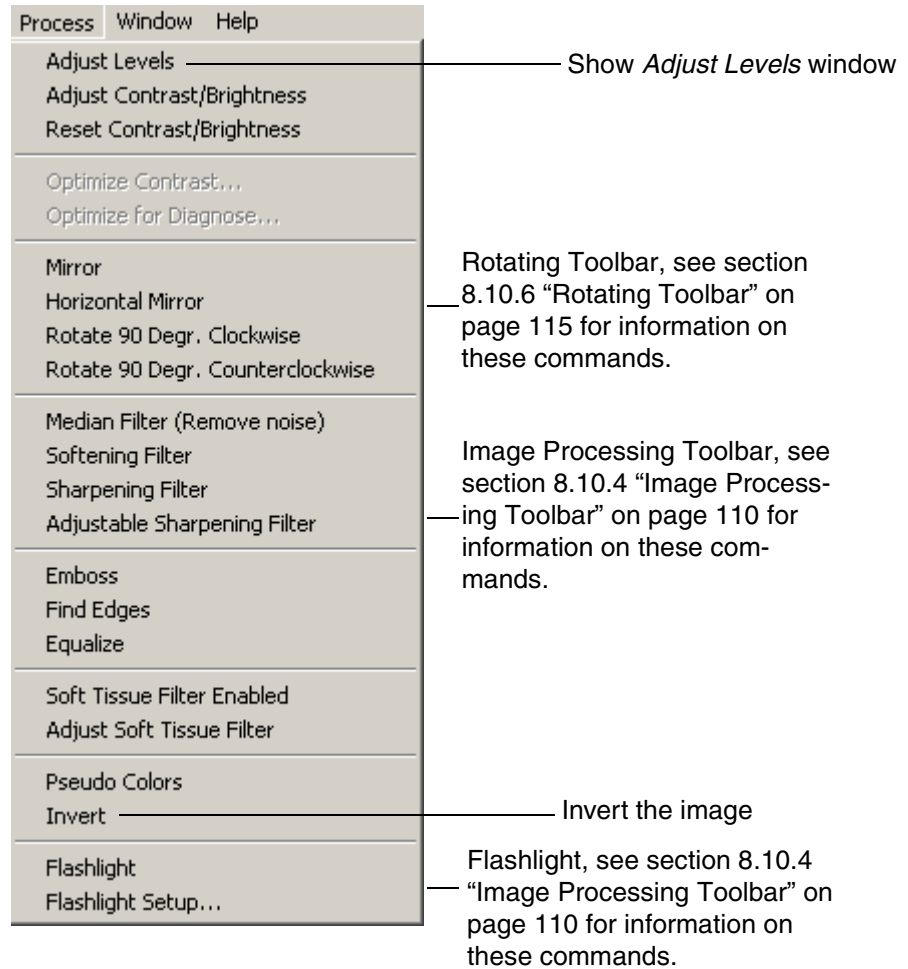 Process Window Help
Adjust Levels
Show Adjust Levels window
Adjust Contrast/Brightness
Reset Contrast/Brightness
Optimize Contrast...
Optimize for Diagnose...
Mirror
Horizontal Mirror
Rotate 90 Degr. Clockwise
Rotate 90 Degr. Counterclockwise
Rotating Toolbar, see section
8.10.6 “Rotating Toolbar” on
page 115 for information on
these commands.
Median Filter (Remove noise)
Softening Filter
Sharpening Filter
Adjustable Sharpening Filter
Image Processing Toolbar, see
section 8.10.4 “Image Process-
ing Toolbar” on page 110 for
information on these com-
mands.
Emboss
Find Edges
Equalize
Soft Tissue Filter Enabled
Adjust Soft Tissue Filter
Pseudo Colors
Invert
Invert the image
Flashlight
Flashlight Setup...
Flashlight, see section 8.10.4
“Image Processing Toolbar” on
page 110 for information on
these commands.